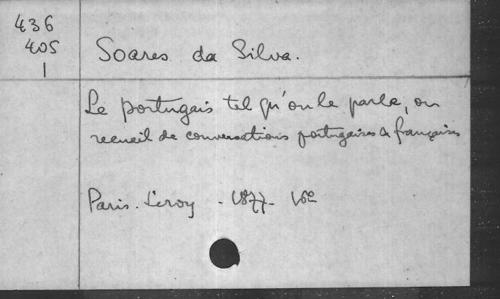 436
405
1
Soares da Silva.
Le portugais tel qu'on le parle, ou
recueil de conversations portugaises & françaises
Paris. Leroy - 1877 - 16º